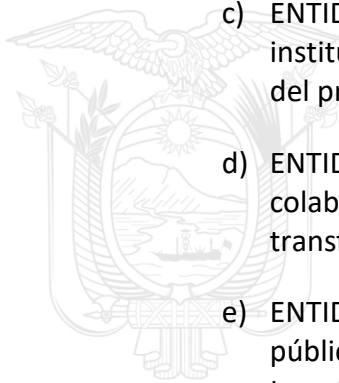 c) ENTID
institu
del pr
d) ENTID
colab
transf
e) ENTID
públic